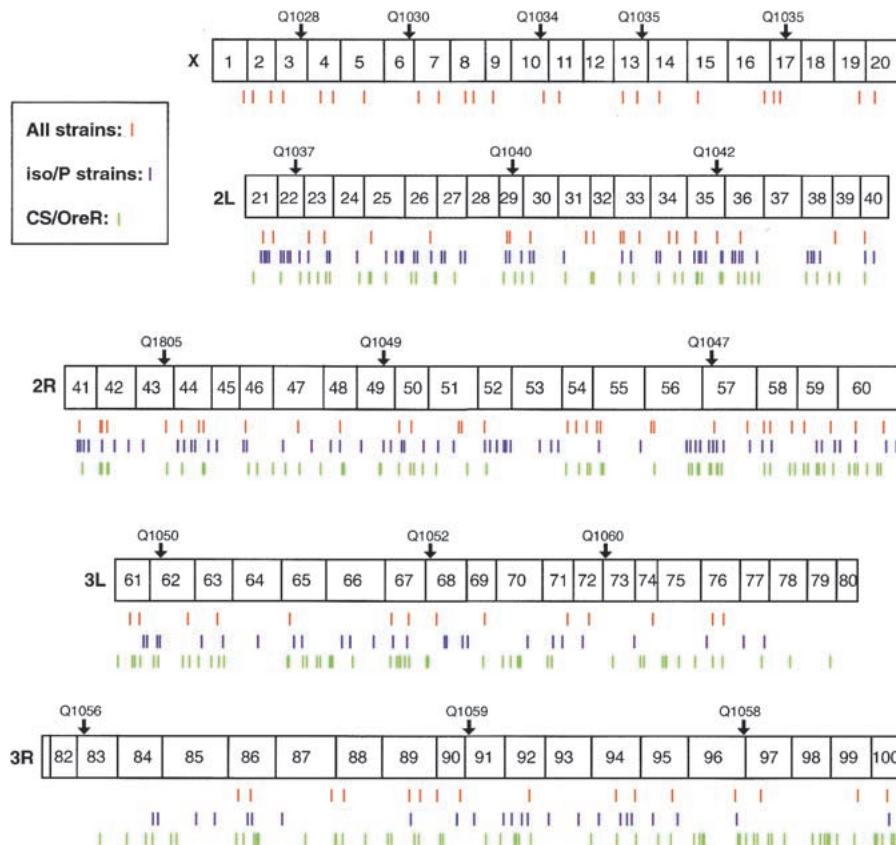 Q1028 Q1030 Q1034 Q1035 Q1035
X 1 2 3 4 5 6 7 8 9 10 11 12 13 14 15 16 17 18 19 20
All strains:
iso/P strains:
CS/OreR:
Q1037 Q1040 Q1042
2L 21 22 23 24 25 26 27 28 29 30 31 32 33 34 35 36 37 38 39 40
Q1805 Q1049 Q1047
2R 41 42 43 44 45 46 47 48 49 50 51 52 53 54 55 56 57 58 59 60
Q1050 Q1052 Q1060
3L 61 62 63 64 65 66 67 68 69 70 71 72 73 74 75 76 77 78 79 80
Q1056 Q1059 Q1058
3R 82 83 84 85 86 87 88 89 90 91 92 93 94 95 96 97 98 99 100